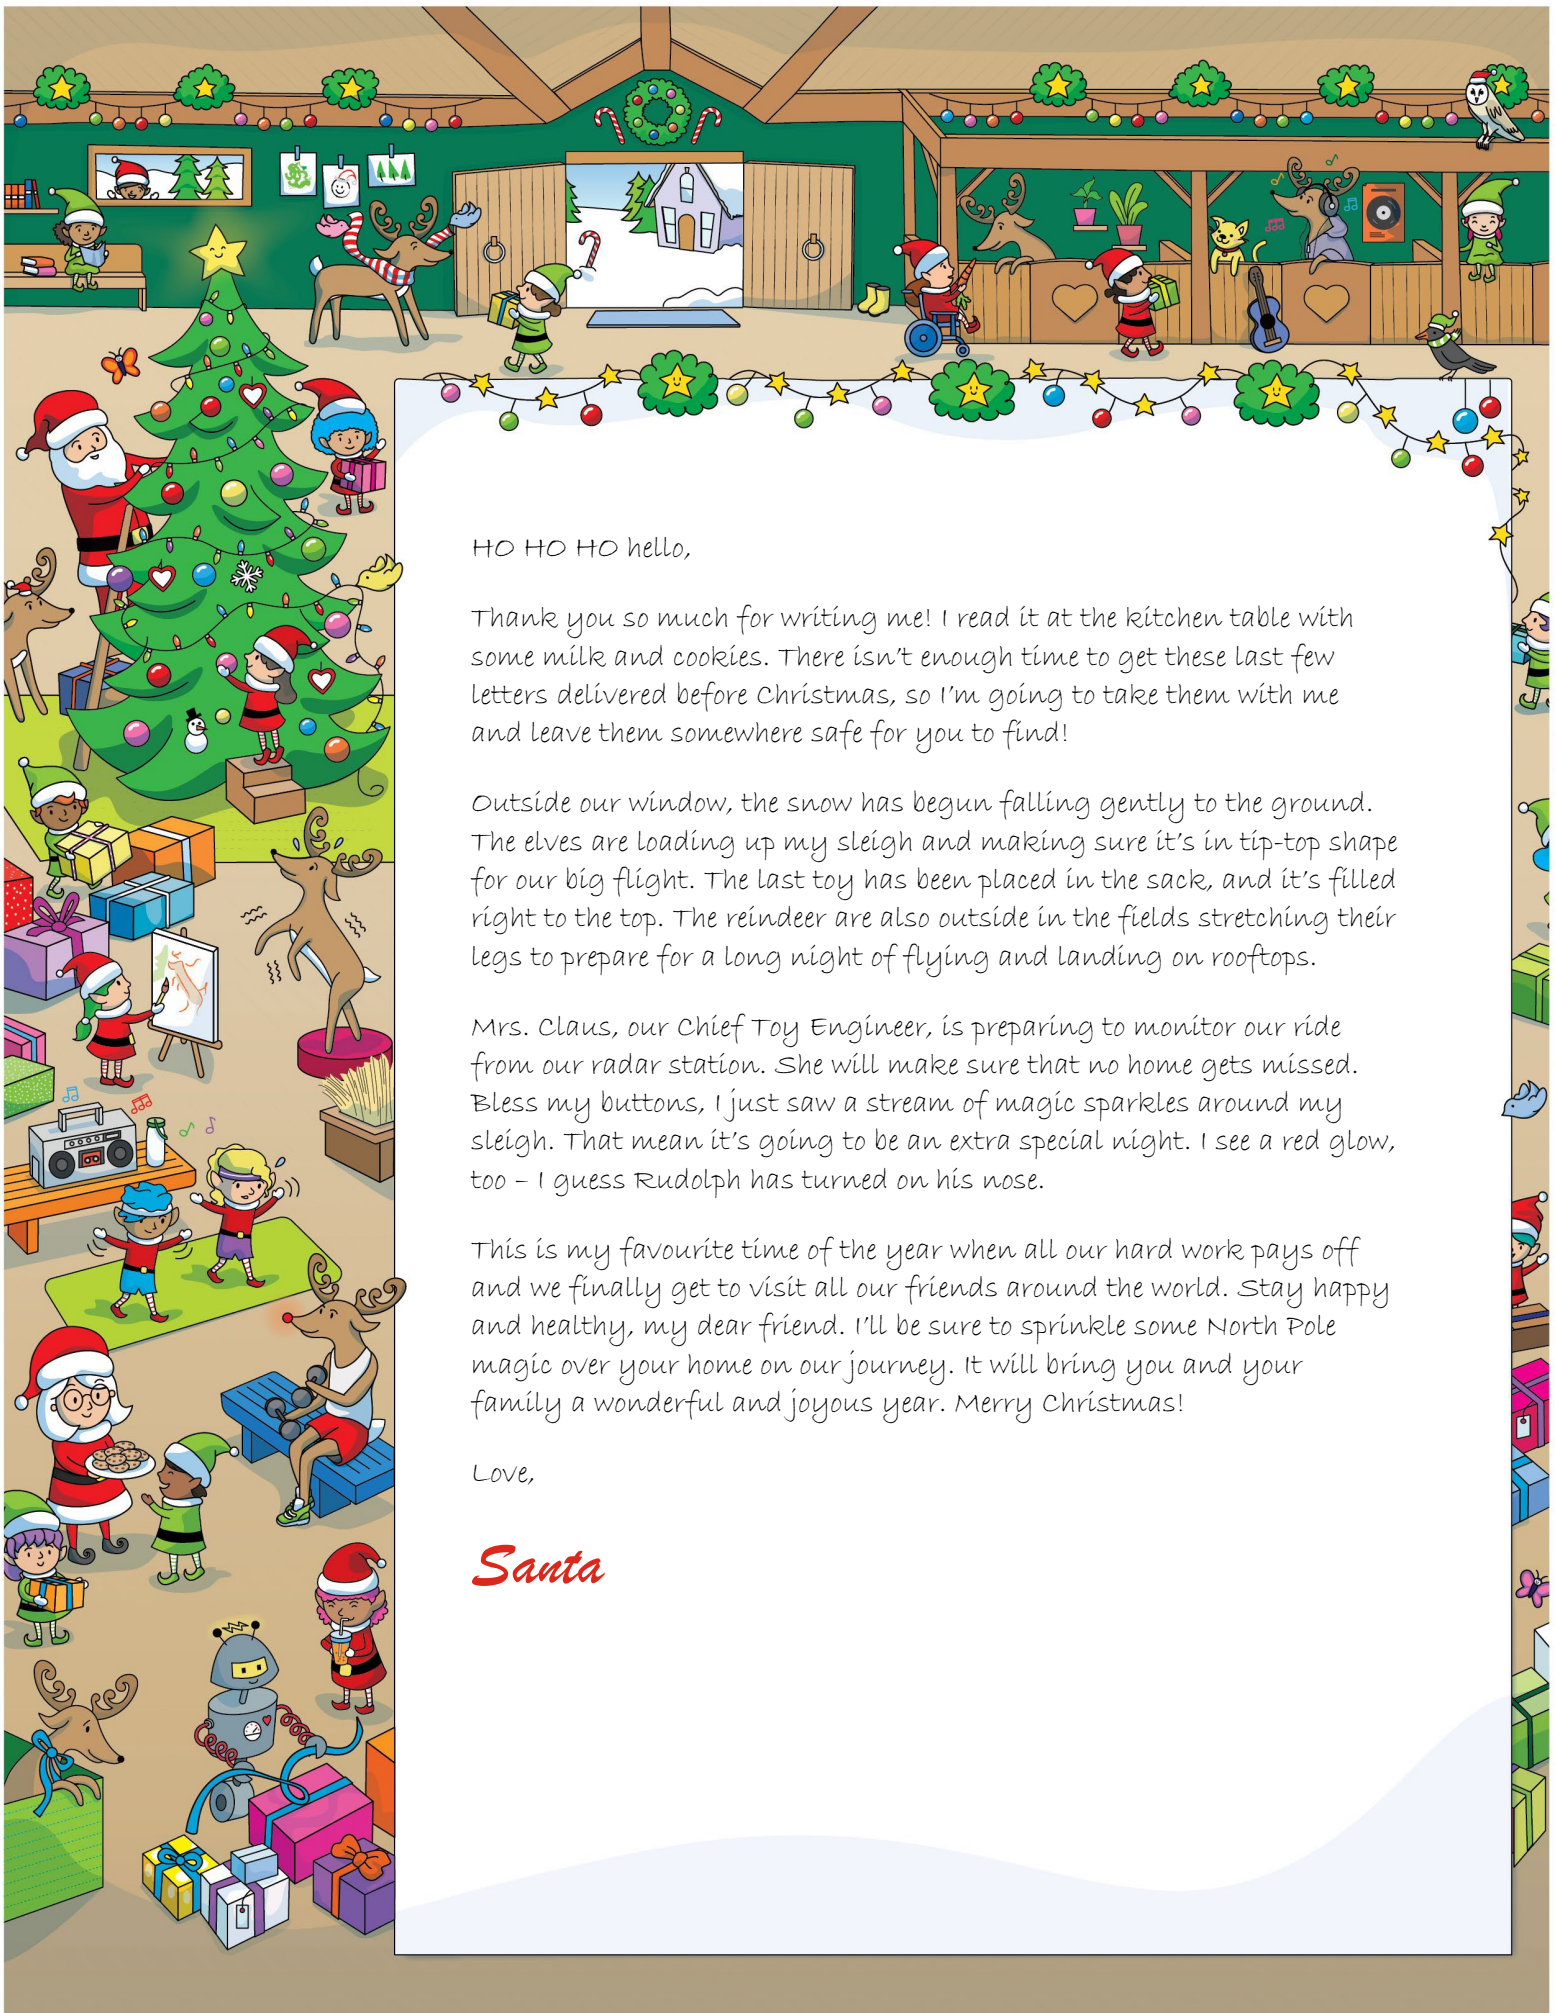 HO HO HO hello,
Thank you so much for writing me! I read it at the kitchen table with
some milk and cookies. There isn't enough time to get these last few
letters delivered before Christmas, so I'm going to take them with me
and leave them somewhere safe for you to find!
Outside our window, the snow has begun falling gently to the ground.
The elves are loading up my sleigh and making sure it's in tip-top shape
for our big flight. The last toy has been placed in the sack, and it's filled
right to the top. The reindeer are also outside in the fields stretching their
legs to prepare for a long night of flying and landing on rooftops.
Mrs. Claus, our Chief Toy Engineer, is preparing to monitor our ride
from our radar station. She will make sure that no home gets missed.
Bless my buttons, I just saw a stream of magic sparkles around my
sleigh. That mean it's going to be an extra special night. I see a red glow,
too – I guess Rudolph has turned on his nose.
This is my favourite time of the year when all our hard work pays off
and we finally get to visit all our friends around the world. Stay happy
and healthy, my dear friend. I'll be sure to sprinkle some North Pole
magic over your home on our journey. It will bring you and your
family a wonderful and joyous year. Merry Christmas!
Love,
Santa